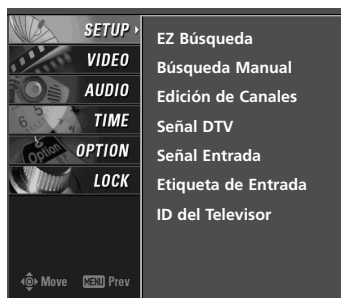 SETUP
VIDEO
AUDIO
TIME
OPTION
LOCK
Move MENU Prev
EZ Búsqueda
Búsqueda Manual
Edición de Canales
Señal DTV
Señal Entrada
Etiqueta de Entrada
ID del Televisor